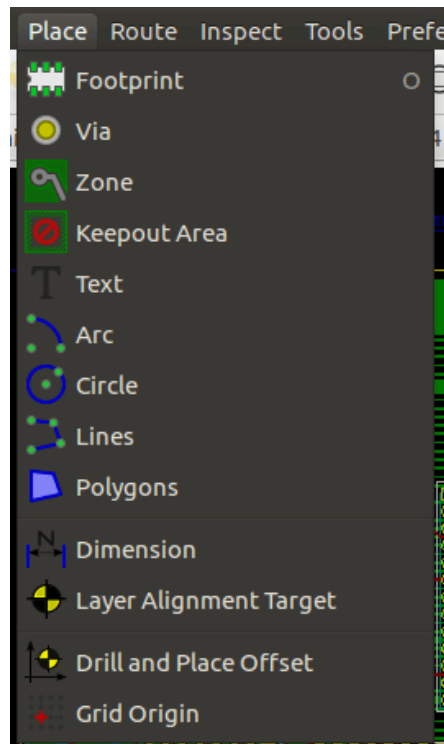 Place Route Inspect Tools Prefe
Footprint O
Via
Zone
Keepout Area
Text
Arc
Circle
Lines
Polygons
N
Dimension
Layer Alignment Target
Drill and Place Offset
Grid Origin